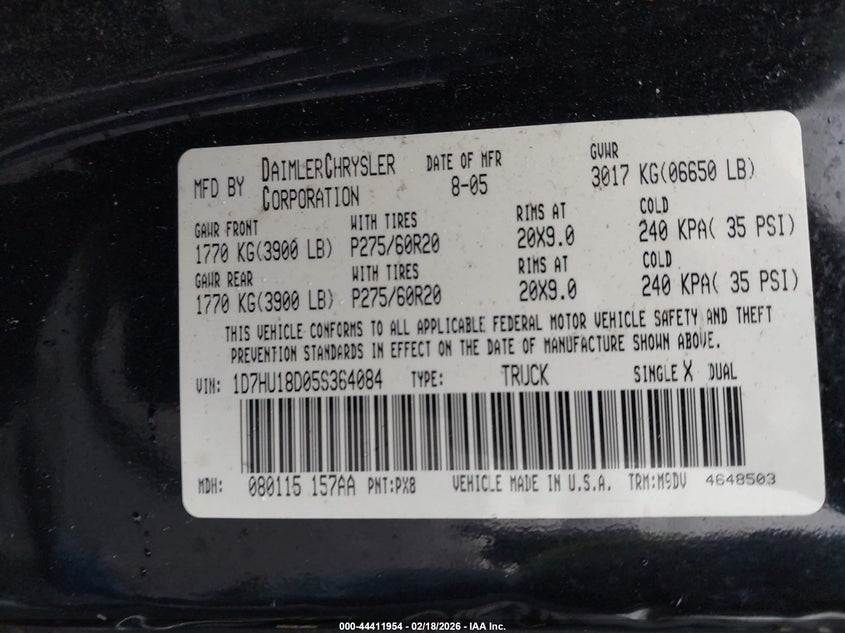 MFD BY DAIMLERCHRYSLER CORPORATION DATE OF MFR 8-05 GVWR 3017 KG(06650 LB)
GAWR FRONT WITH TIRES RIMS AT COLD
1770 KG(3900 LB) P275/60R20 20X9.0 240 KPA( 35 PSI)
GAWR REAR WITH TIRES RIMS AT COLD
1770 KG(3900 LB) P275/60R20 20X9.0 240 KPA( 35 PSI)
THIS VEHICLE CONFORMS TO ALL APPLICABLE FEDERAL MOTOR VEHICLE SAFETY AND THEFT
PREVENTION STANDARDS IN EFFECT ON THE DATE OF MANUFACTURE SHOWN ABOVE.
VIN: 1D7HU18D05S364084 TYPE: TRUCK SINGLE X DUAL
MDH: 080115 157AA PNT:PX8 VEHICLE MADE IN U.S.A. TRM:M9DV 4648503
000-44411954 - 02/18/2026 - IAA Inc.